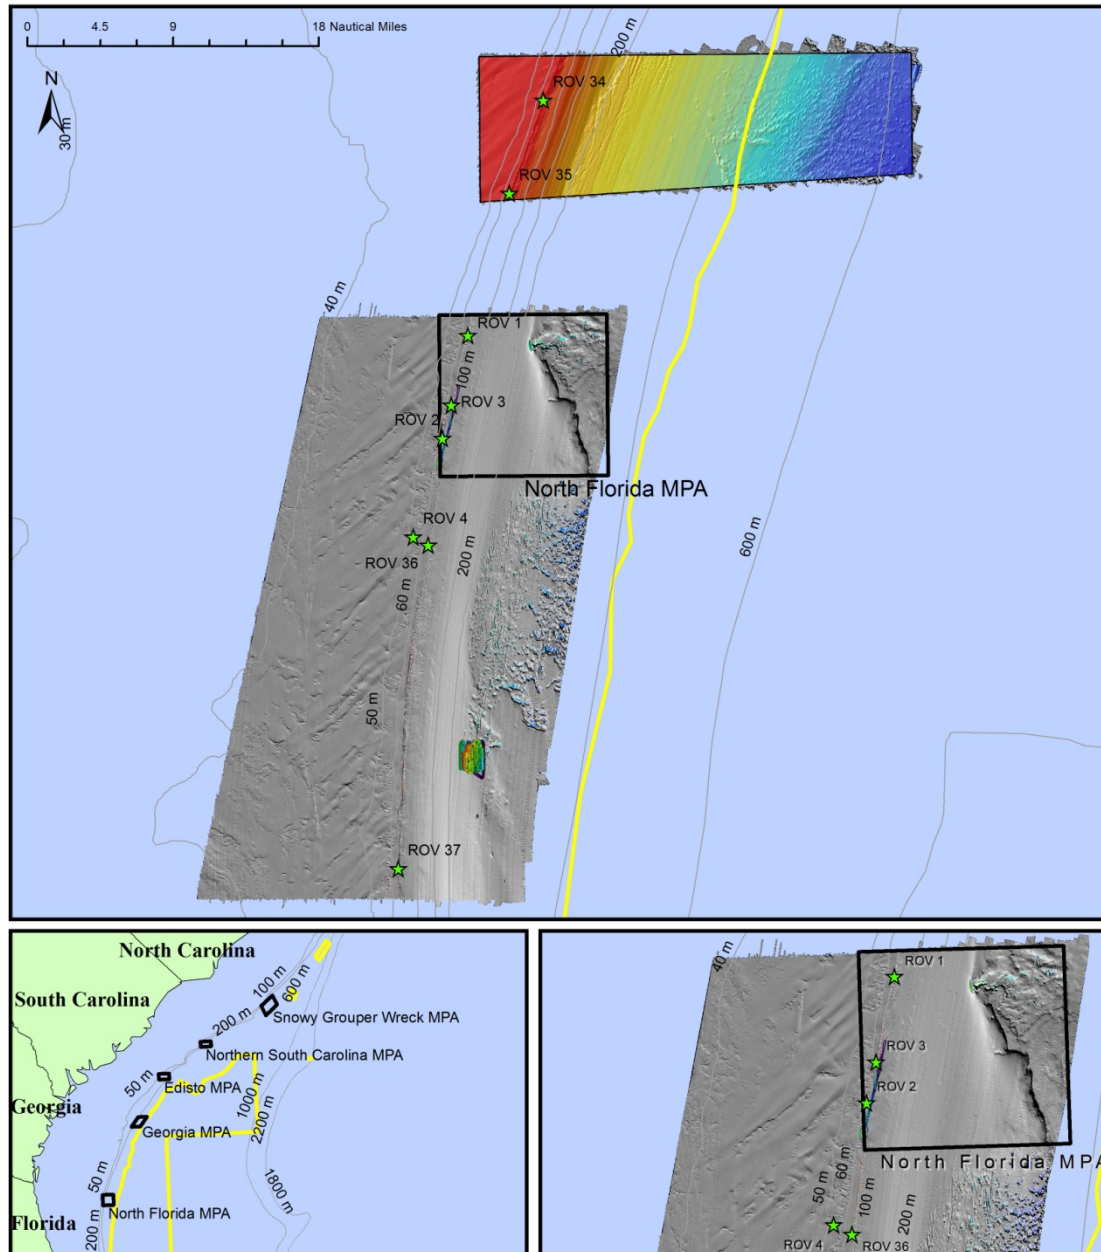 0 4.5 9 18 Nautical Miles
N
30 m
200 m
ROV 34
ROV 35
40 m
ROV 1
100 m
ROV 3
ROV 2
North Florida MPA
ROV 4
ROV 36
200 m
600 m
60 m
50 m
ROV 37
North Carolina
South Carolina
100 m
600 m
Snowy Grouper Wreck MPA
200 m
Northern South Carolina MPA
50 m
Edisto MPA
1000 m
2200 m
Georgia
Georgia MPA
50 m
1800 m
North Florida MPA
Florida
200 m
40 m
ROV 1
ROV 3
ROV 2
North Florida MPA
60 m
50 m
100 m
200 m
ROV 4
ROV 36